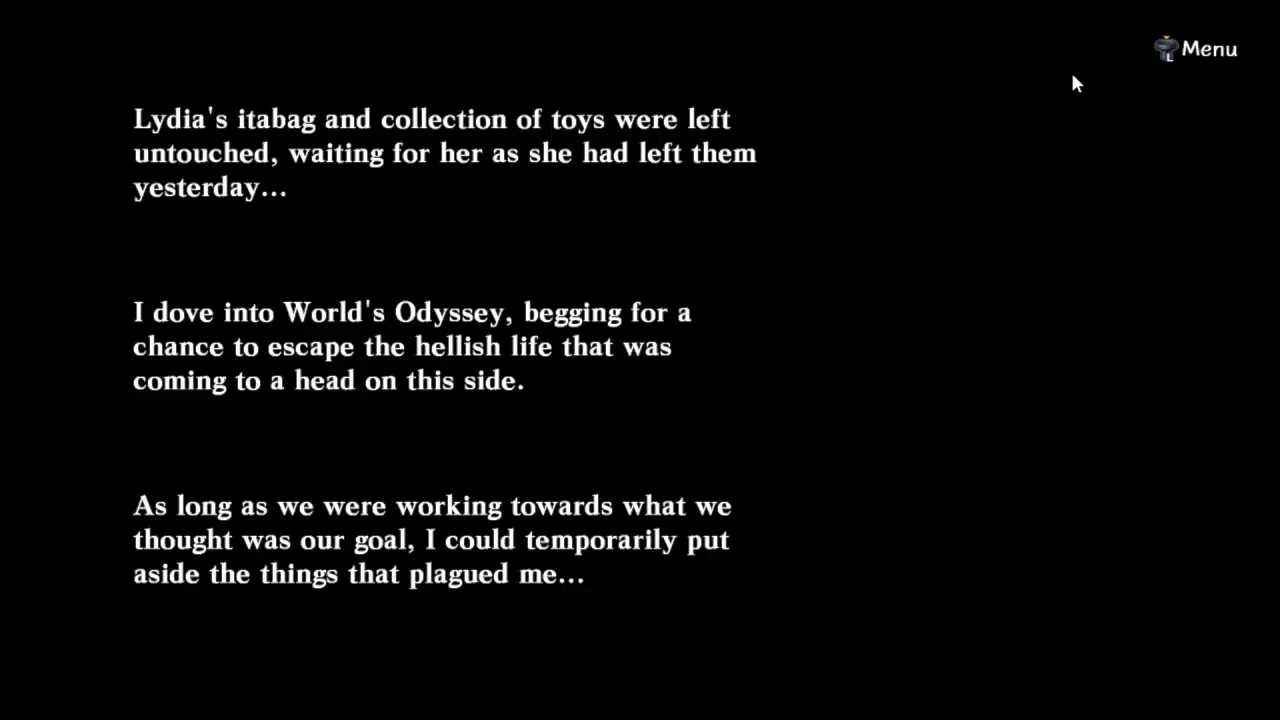 Menu
L
Lydia's itabag and collection of toys were left
untouched, waiting for her as she had left them
yesterday...
I dove into World's Odyssey, begging for a
chance to escape the hellish life that was
coming to a head on this side.
As long as we were working towards what we
thought was our goal, I could temporarily put
aside the things that plagued me...